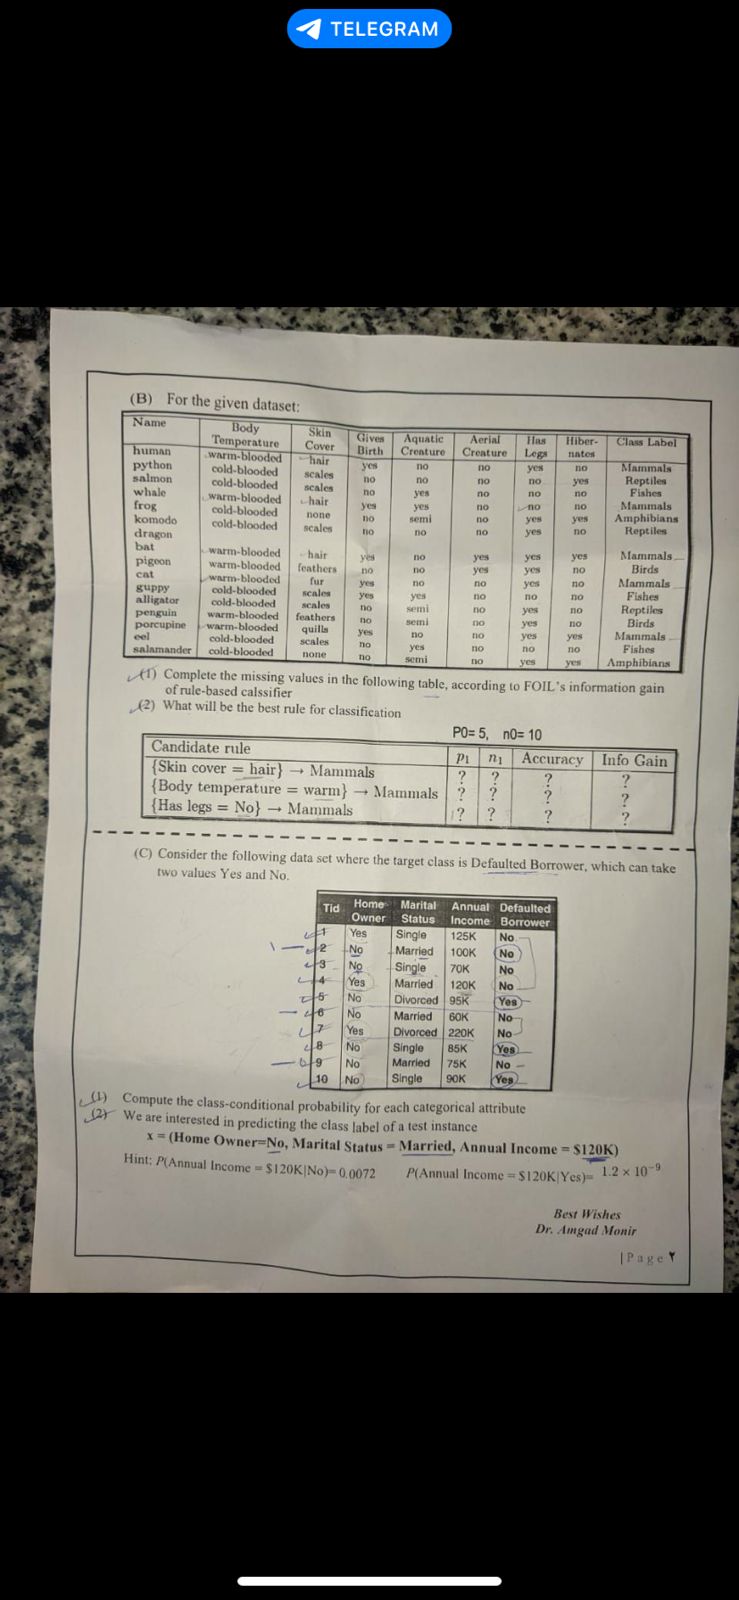 TELEGRAM
(B) For the given dataset:
Name Body Temperature Skin Cover Gives Birth Aquatic Creature Aerial Creature Has Legs Hiber-nates Class Label
human warm-blooded hair yes no no yes no Mammals
python cold-blooded scales no no no no yes Reptiles
salmon cold-blooded scales no yes no no no Fishes
whale warm-blooded hair yes yes no no no Mammals
frog cold-blooded none no semi no yes yes Amphibians
komodo dragon cold-blooded scales no no no yes no Reptiles
bat warm-blooded hair yes no yes yes yes Mammals
pigeon warm-blooded feathers no no yes yes no Birds
cat warm-blooded fur yes no no yes no Mammals
guppy cold-blooded scales yes yes no no no Fishes
alligator cold-blooded scales no semi no yes no Reptiles
penguin warm-blooded feathers no semi no yes no Birds
porcupine warm-blooded quills yes no no yes yes Mammals
eel cold-blooded scales no yes no no no Fishes
salamander cold-blooded none no semi no yes yes Amphibians
(1) Complete the missing values in the following table, according to FOIL's information gain
of rule-based calssifier
(2) What will be the best rule for classification
P0= 5, n0= 10
Candidate rule p1 n1 Accuracy Info Gain
{Skin cover = hair} → Mammals ? ? ? ?
{Body temperature = warm} → Mammals ? ? ? ?
{Has legs = No} → Mammals ? ? ? ?
(C) Consider the following data set where the target class is Defaulted Borrower, which can take
two values Yes and No.
Tid Home Owner Marital Status Annual Income Defaulted Borrower
1 Yes Single 125K No
2 No Married 100K No
3 No Single 70K No
4 Yes Married 120K No
5 No Divorced 95K Yes
6 No Married 60K No
7 Yes Divorced 220K No
8 No Single 85K Yes
9 No Married 75K No
10 No Single 90K Yes
(1) Compute the class-conditional probability for each categorical attribute
(2) We are interested in predicting the class label of a test instance
x = (Home Owner=No, Marital Status = Married, Annual Income = $120K)
Hint: P(Annual Income = $120K|No)= 0.0072 P(Annual Income = $120K|Yes)= 1.2 × 10⁻⁹
Best Wishes
Dr. Amgad Monir
| Page ٢